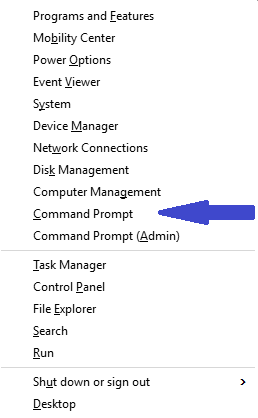 Programs and Features
Mobility Center
Power Options
Event Viewer
System
Device Manager
Network Connections
Disk Management
Computer Management
Command Prompt
Command Prompt (Admin)
Task Manager
Control Panel
File Explorer
Search
Run
Shut down or sign out
Desktop